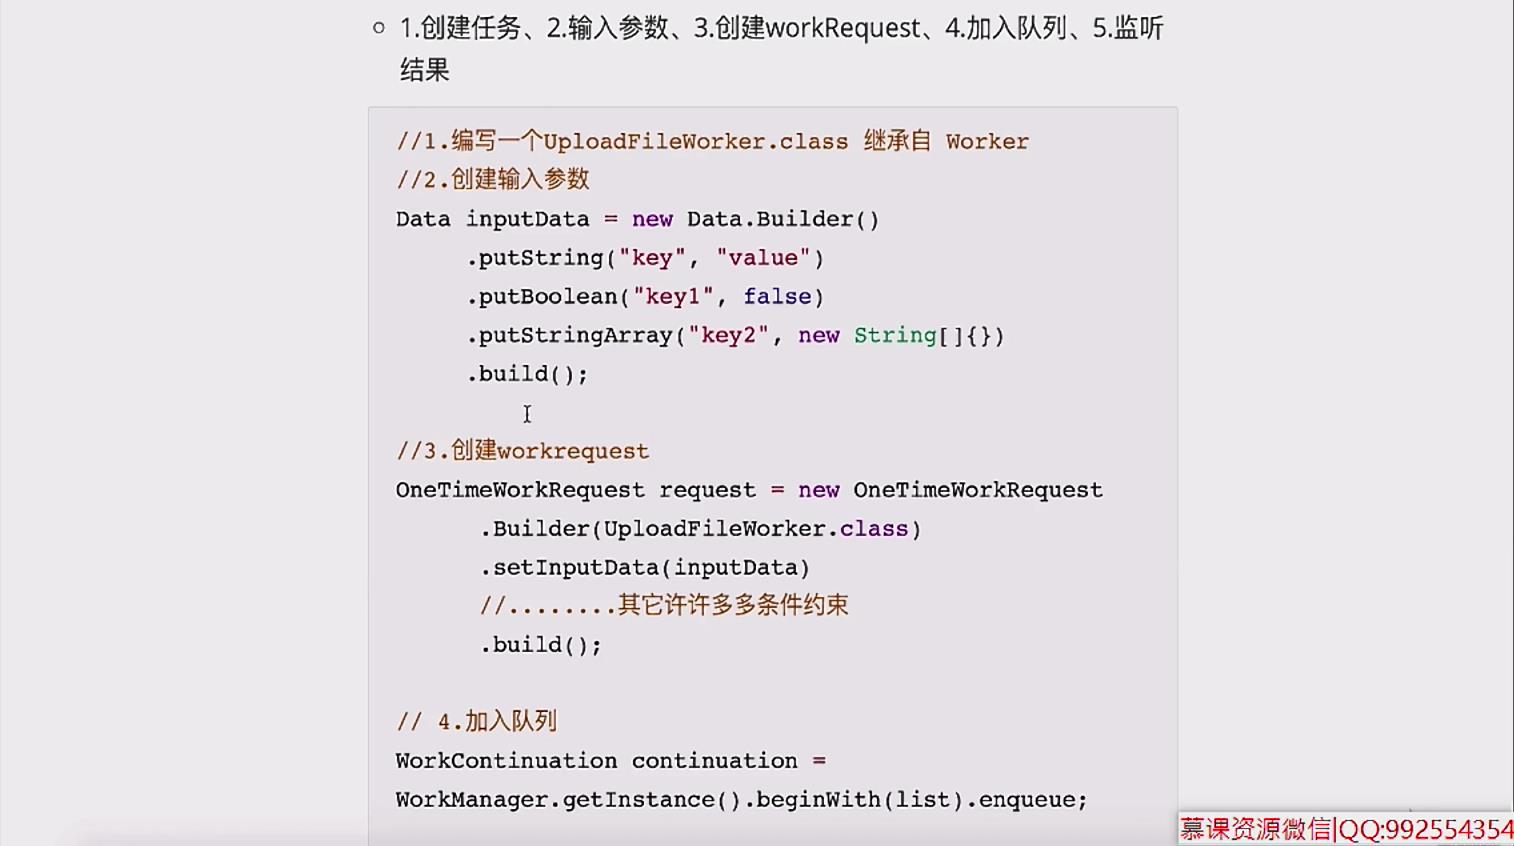 1.创建任务、2.输入参数、3.创建workRequest、4.加入队列、5.监听
结果
//1.编写一个UploadFileWorker.class 继承自 Worker
//2.创建输入参数
Data inputData = new Data.Builder()
.putString("key", "value")
.putBoolean("key1", false)
.putStringArray("key2", new String[]{})
.build();
//3.创建workrequest
OneTimeWorkRequest request = new OneTimeWorkRequest
.Builder(UploadFileWorker.class)
.setInputData(inputData)
//........其它许许多多条件约束
.build();
// 4.加入队列
WorkContinuation continuation =
WorkManager.getInstance().beginWith(list).enqueue;
慕课资源微信|QQ:992554354